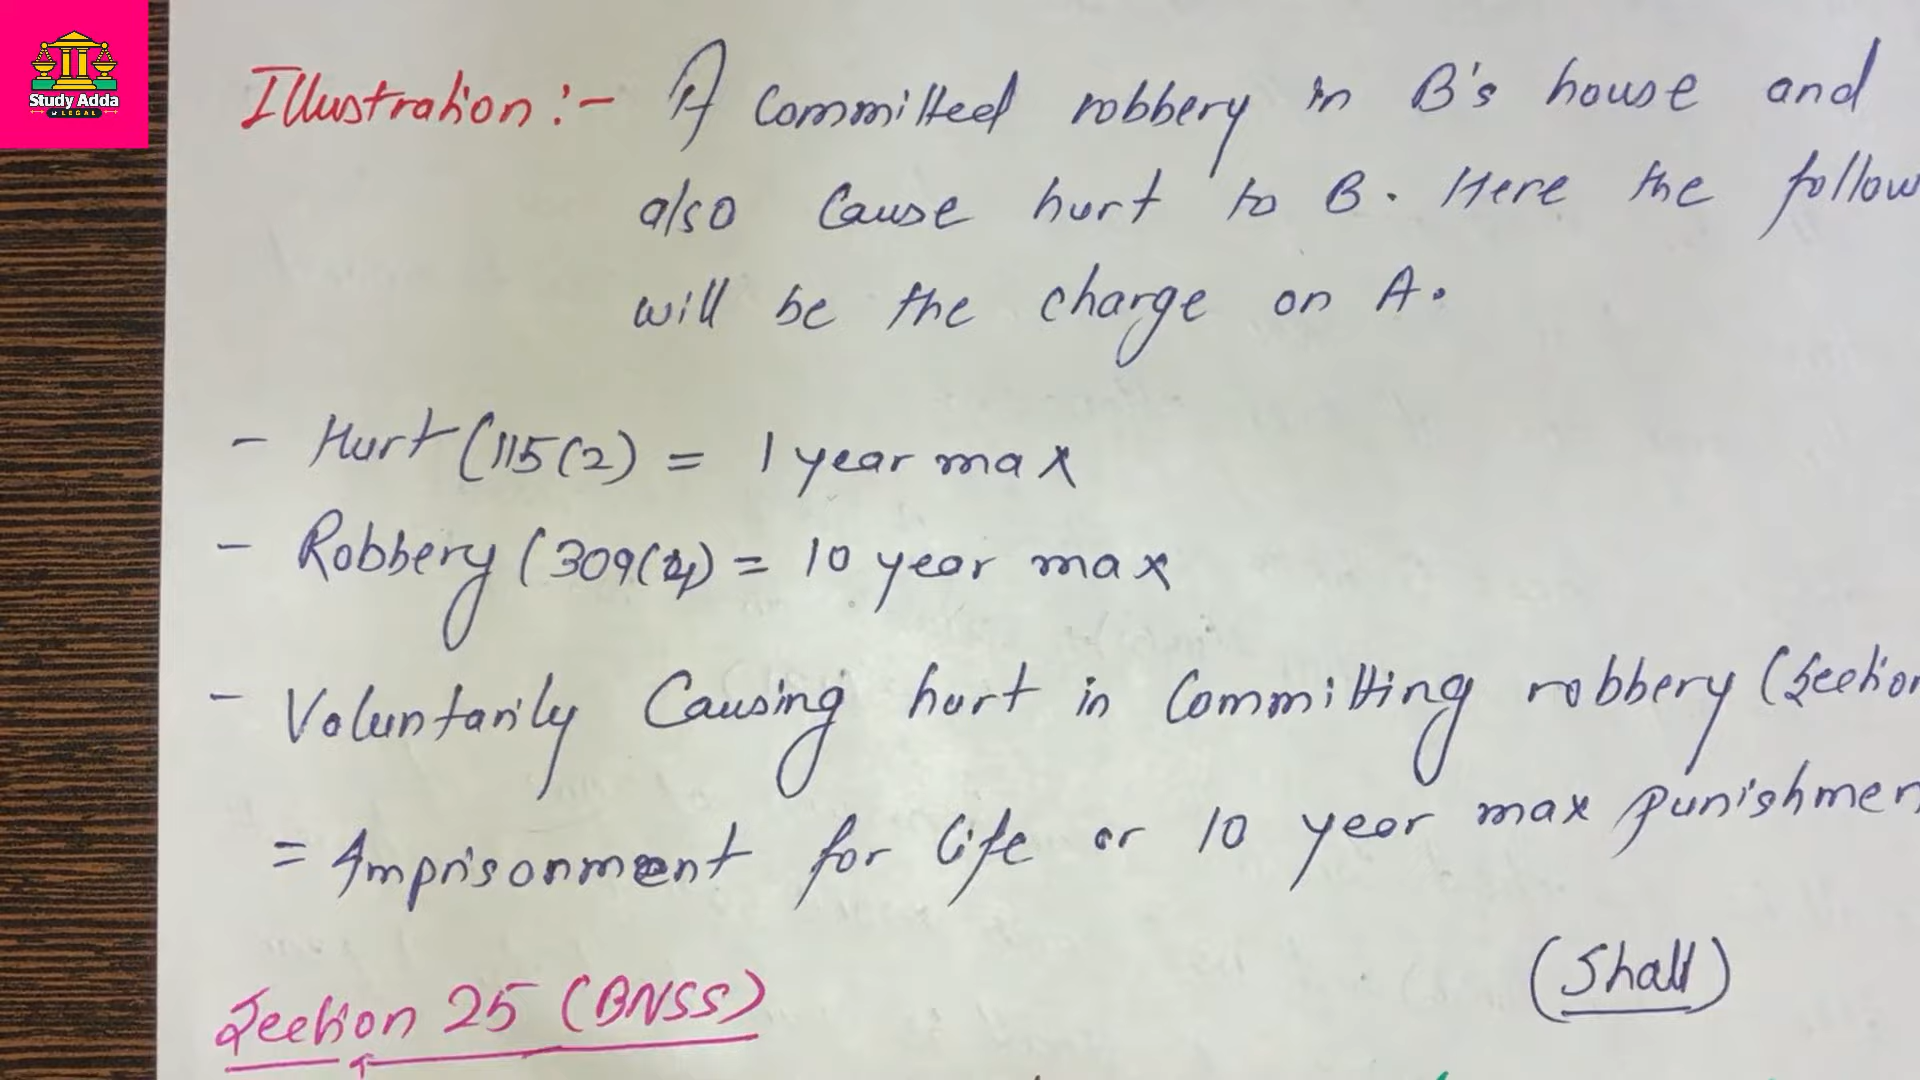 Study Adda
LEGAL
Illustration :- A Committed robbery in B's house and
also Cause hurt to B. Here the follow
will be the charge on A.
- Hurt (115(2) = 1 year max
- Robbery (309(4) = 10 year max
- Voluntarily Causing hurt in Committing robbery (Section
= Imprisonment for life or 10 year max punishmen
(Shall)
Section 25 (BNSS)